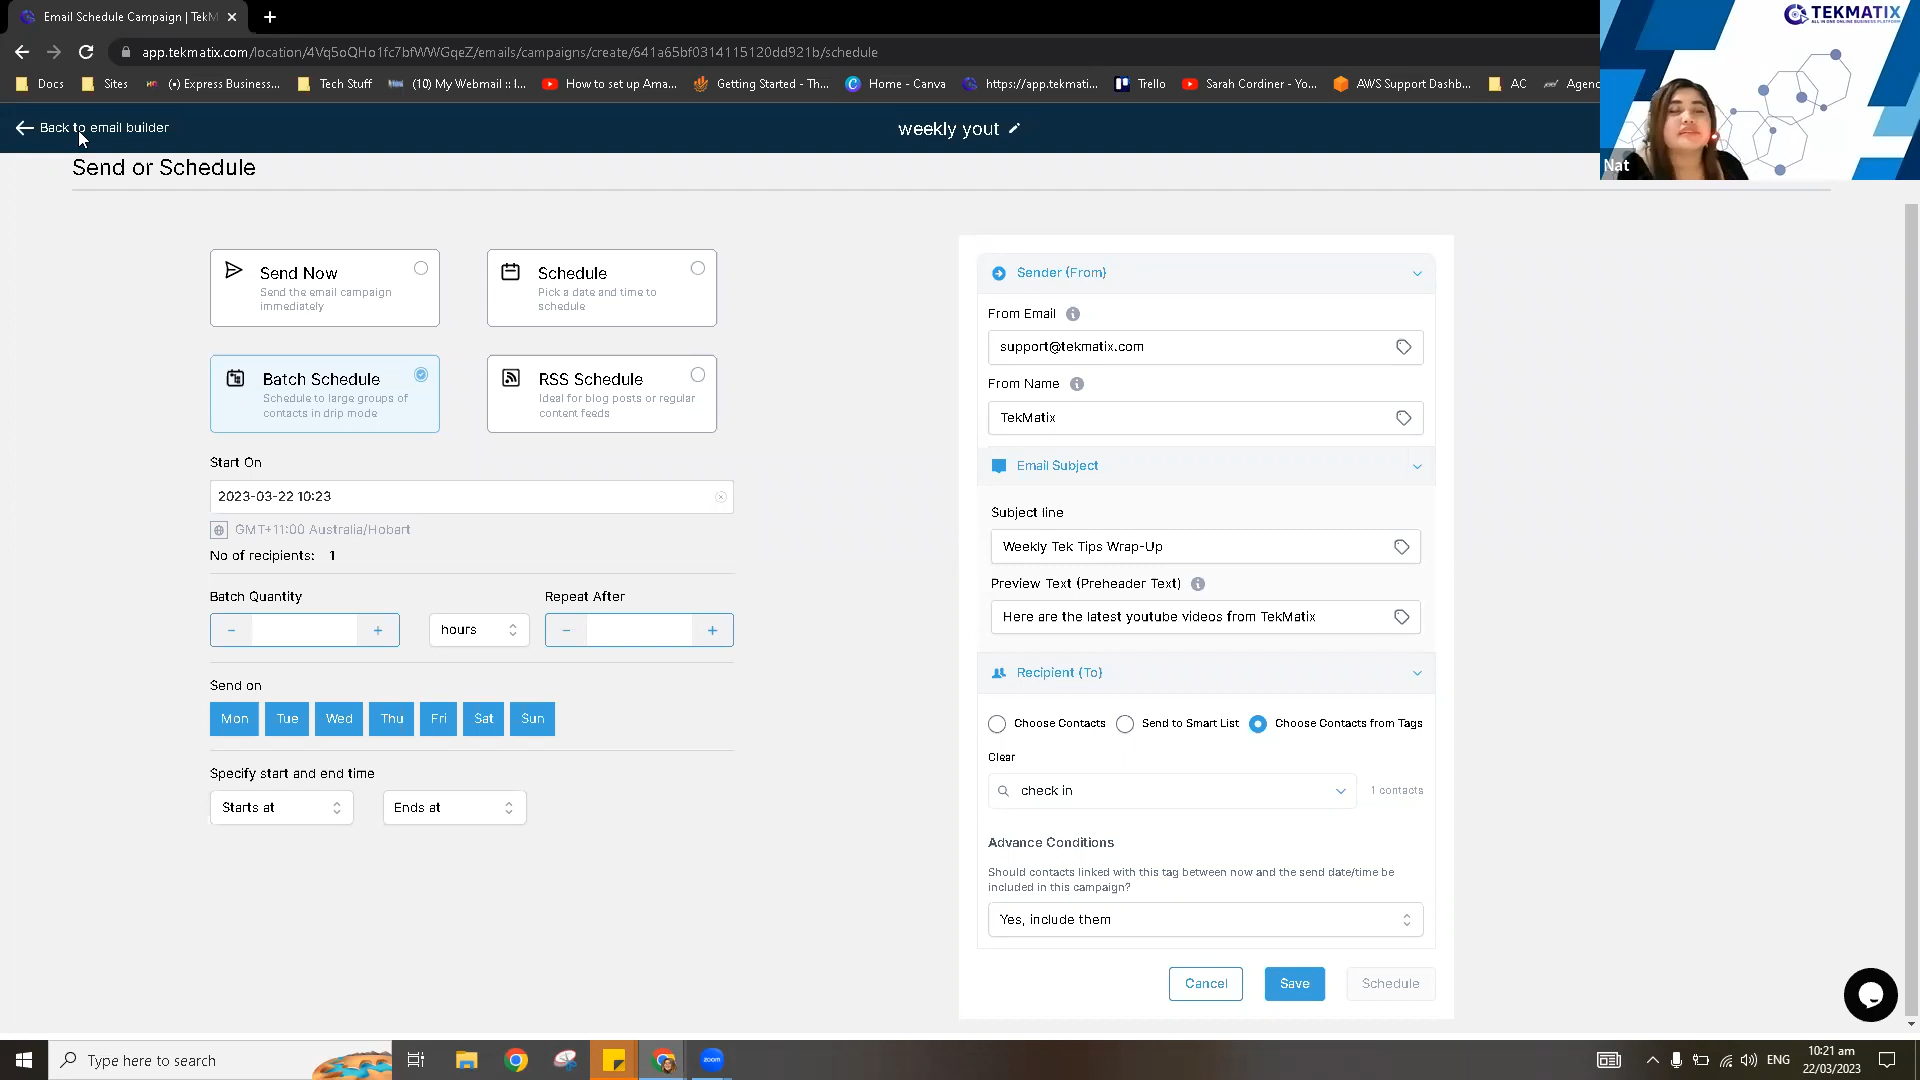 Email Schedule Campaign | TekM
app.tekmatix.com/location/4Vq5oQHo1fc7bfWWGqeZ/emails/campaigns/create/641a65bf0314115120dd921b/schedule
Docs
Sites
(•) Express Business...
Tech Stuff
(10) My Webmail :: I...
How to set up Ama...
Getting Started - Th...
Home - Canva
https://app.tekmati...
Trello
Sarah Cordiner - Yo...
AWS Support Dashb...
AC
Agenc
TEKMATIX
ALL IN ONE ONLINE BUSINESS PLATFORM
Nat
Back to email builder
weekly yout
Send or Schedule
Send Now
Send the email campaign
immediately
Schedule
Pick a date and time to
schedule
Batch Schedule
Schedule to large groups of
contacts in drip mode
RSS Schedule
Ideal for blog posts or regular
content feeds
Start On
2023-03-22 10:23
GMT+11:00 Australia/Hobart
No of recipients: 1
Batch Quantity
Repeat After
− + hours − +
Send on
Mon Tue Wed Thu Fri Sat Sun
Specify start and end time
Starts at
Ends at
Sender (From)
From Email
support@tekmatix.com
From Name
TekMatix
Email Subject
Subject line
Weekly Tek Tips Wrap-Up
Preview Text (Preheader Text)
Here are the latest youtube videos from TekMatix
Recipient (To)
Choose Contacts
Send to Smart List
Choose Contacts from Tags
Clear
check in
1 contacts
Advance Conditions
Should contacts linked with this tag between now and the send date/time be
included in this campaign?
Yes, include them
Cancel
Save
Schedule
Type here to search
zoom
ENG
10:21 am
22/03/2023